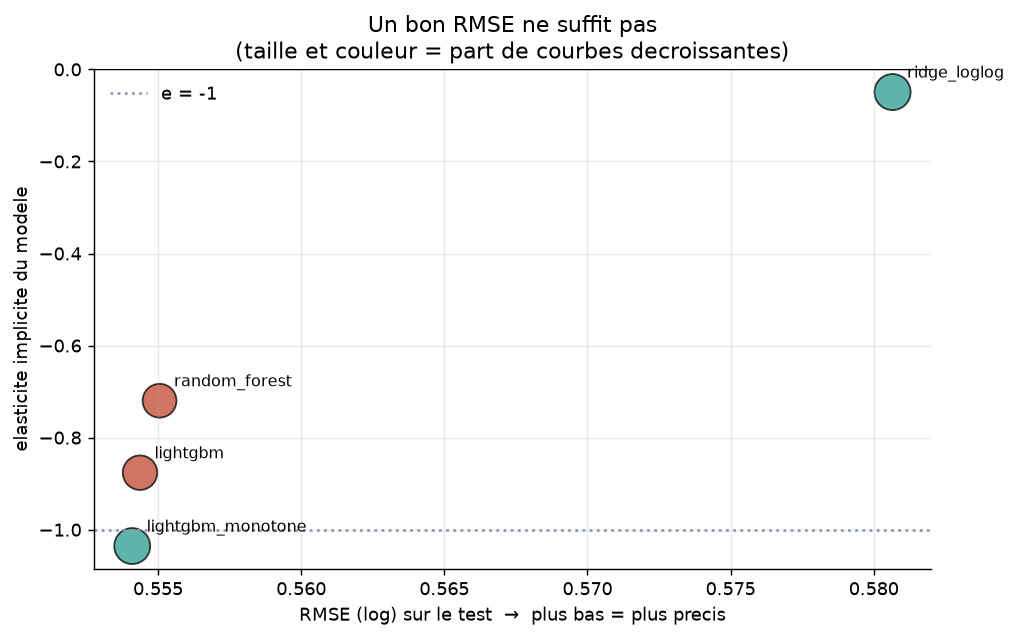 Un bon RMSE ne suffit pas
(taille et couleur = part de courbes decroissantes)
0.0
ridge_loglog
e = -1
−0.2
−0.4
−0.6
random_forest
−0.8
lightgbm
−1.0
lightgbm_monotone
elasticite implicite du modele
0.555
0.560
0.565
0.570
0.575
0.580
RMSE (log) sur le test → plus bas = plus precis